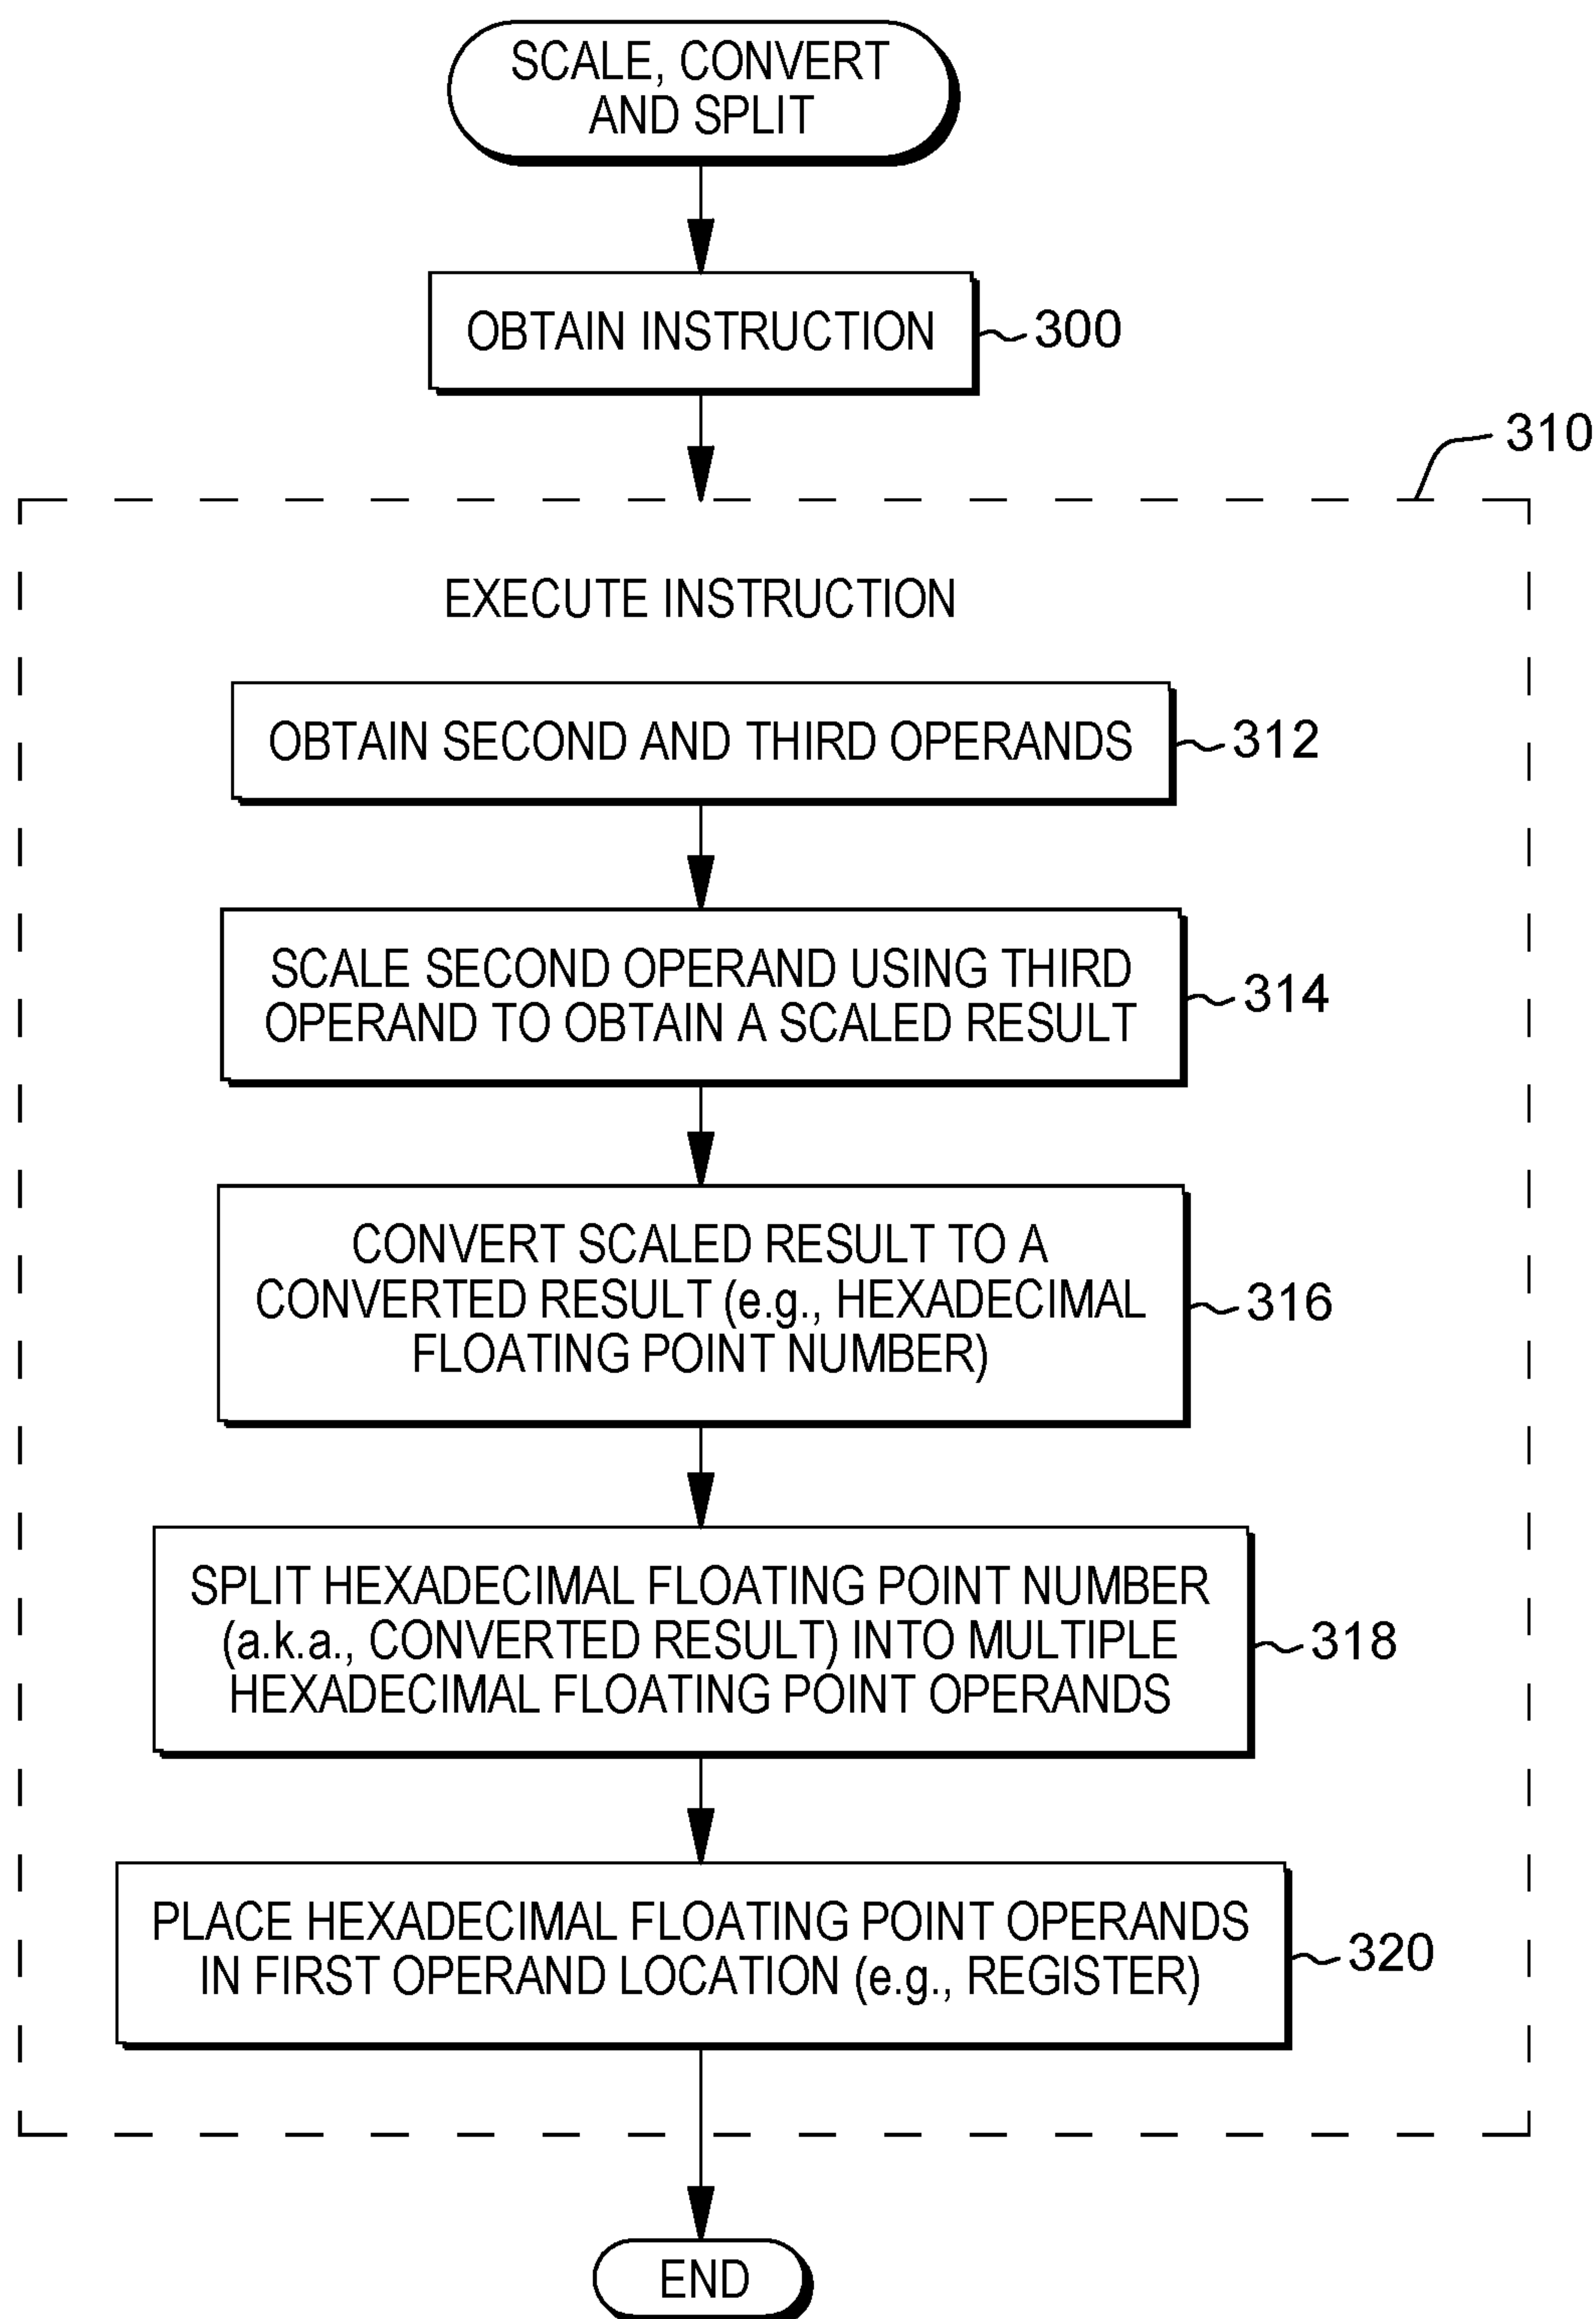 SCALE, CONVERT
AND SPLIT
OBTAIN INSTRUCTION
300
310
EXECUTE INSTRUCTION
OBTAIN SECOND AND THIRD OPERANDS
312
SCALE SECOND OPERAND USING THIRD
OPERAND TO OBTAIN A SCALED RESULT
314
CONVERT SCALED RESULT TO A
CONVERTED RESULT (e.g., HEXADECIMAL
FLOATING POINT NUMBER)
316
SPLIT HEXADECIMAL FLOATING POINT NUMBER
(a.k.a., CONVERTED RESULT) INTO MULTIPLE
HEXADECIMAL FLOATING POINT OPERANDS
318
PLACE HEXADECIMAL FLOATING POINT OPERANDS
IN FIRST OPERAND LOCATION (e.g., REGISTER)
320
END